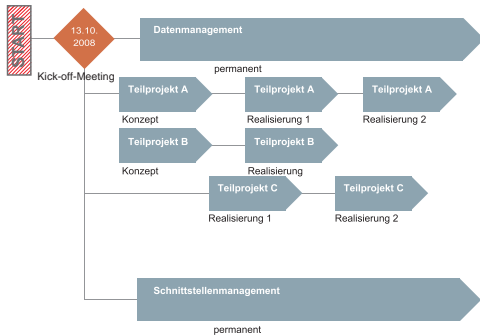 START
13.10.
2008
Kick-off-Meeting
Datenmanagement
permanent
Teilprojekt A
Teilprojekt A
Teilprojekt A
Konzept
Realisierung 1
Realisierung 2
Teilprojekt B
Teilprojekt B
Konzept
Realisierung
Teilprojekt C
Teilprojekt C
Realisierung 1
Realisierung 2
Schnittstellenmanagement
permanent